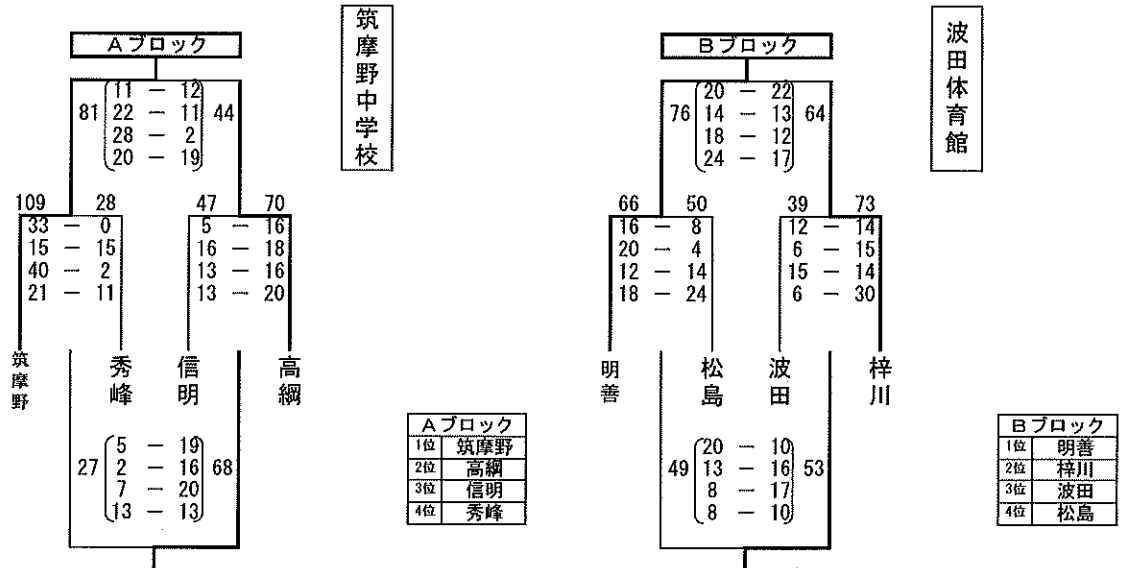 筑摩野中学校
Aブロック
11 — 12
81 22 — 11 44
28 — 2
20 — 19
109 28 47 70
33 — 0 5 — 16
15 — 15 16 — 18
40 — 2 13 — 16
21 — 11 13 — 20
筑摩野 秀峰 信明 高綱
5 — 19
27 2 — 16 68
7 — 20
13 — 13
Aブロック
1位 筑摩野
2位 高綱
3位 信明
4位 秀峰
波田体育館
Bブロック
20 — 22
76 14 — 13 64
18 — 12
24 — 17
66 50 39 73
16 — 8 12 — 14
20 — 4 6 — 15
12 — 14 15 — 14
18 — 24 6 — 30
明善 松島 波田 梓川
20 — 10
49 13 — 16 53
8 — 17
8 — 10
Bブロック
1位 明善
2位 梓川
3位 波田
4位 松島